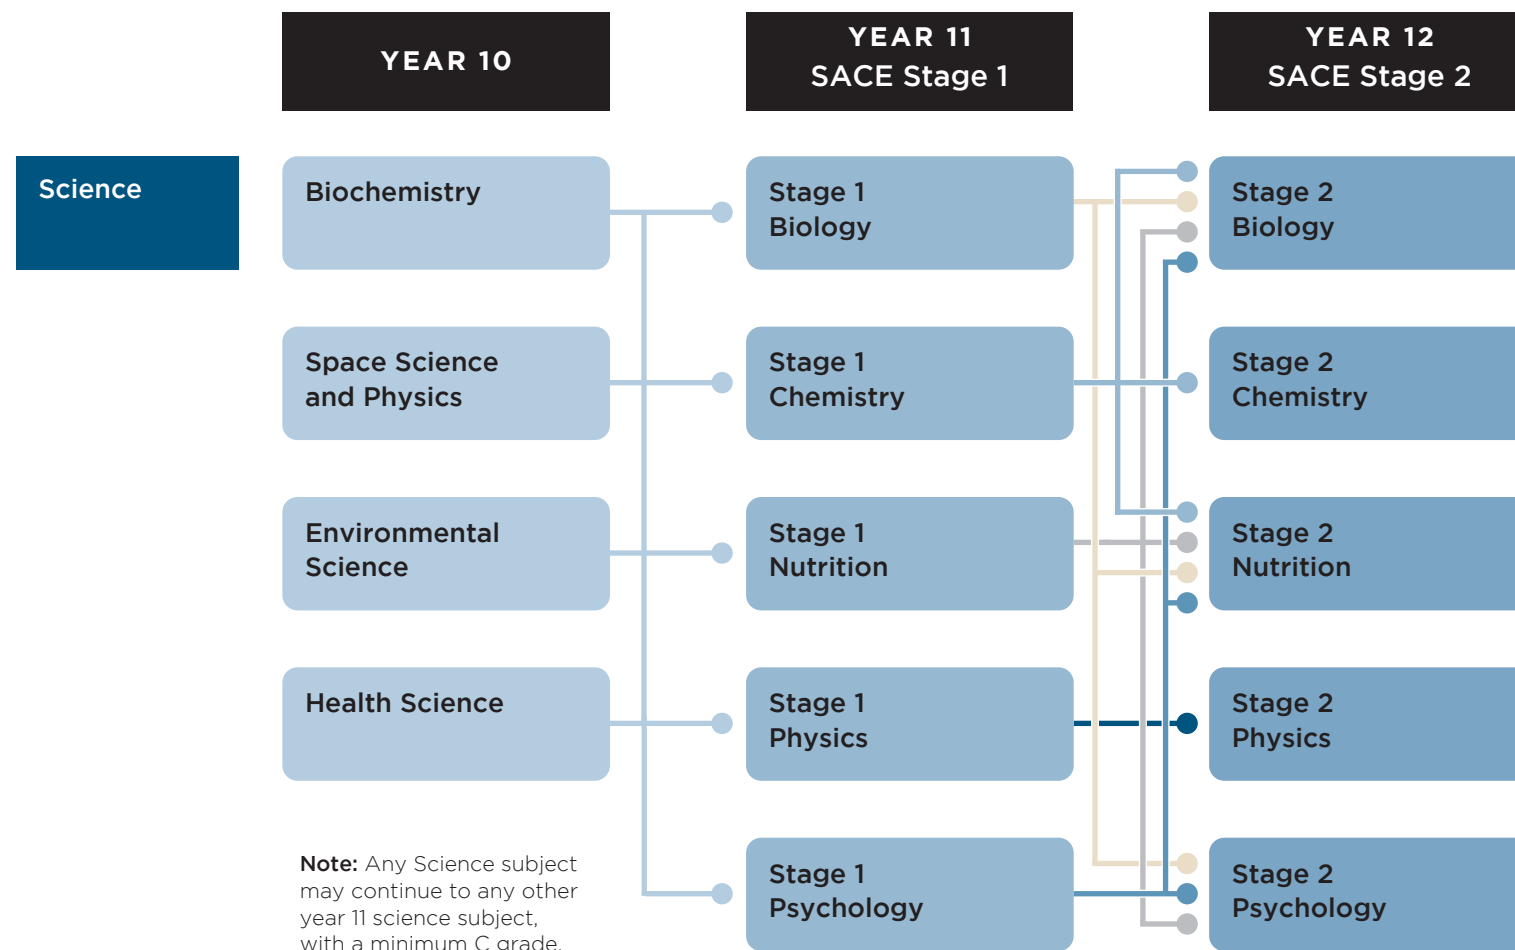 YEAR 10
YEAR 11
SACE Stage 1
YEAR 12
SACE Stage 2
Science
Biochemistry
Stage 1
Biology
Stage 2
Biology
Space Science
and Physics
Stage 1
Chemistry
Stage 2
Chemistry
Environmental
Science
Stage 1
Nutrition
Stage 2
Nutrition
Health Science
Stage 1
Physics
Stage 2
Physics
Note: Any Science subject
may continue to any other
year 11 science subject,
with a minimum C grade.
Stage 1
Psychology
Stage 2
Psychology